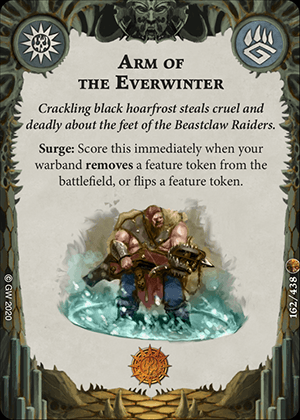 ARM OF
THE EVERWINTER
Crackling black hoarfrost steals cruel and
deadly about the feet of the Beastclaw Raiders.
Surge: Score this immediately when your
warband removes a feature token from the
battlefield, or flips a feature token.
© GW 2020
162/438